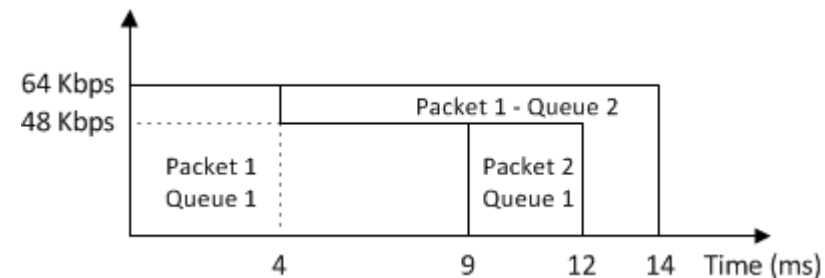 64 Kbps
Packet 1 - Queue 2
48 Kbps
Packet 1
Queue 1
Packet 2
Queue 1
4
9
12
14
Time (ms)